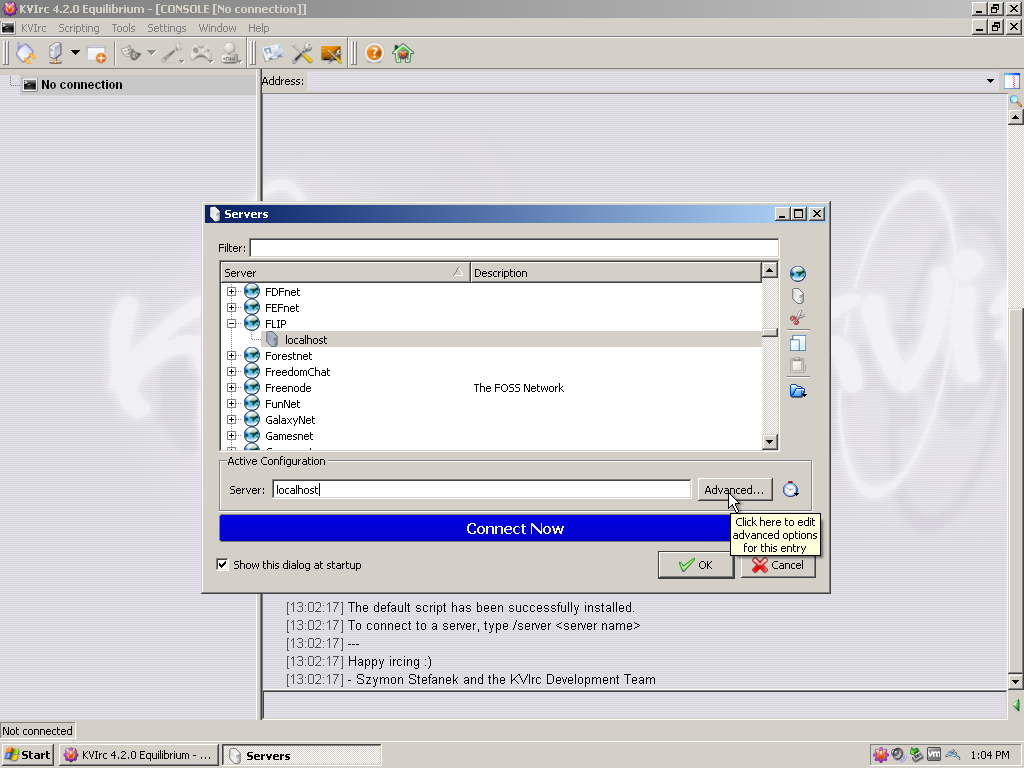 KVIrc 4.2.0 Equilibrium - [CONSOLE [No connection]]
KVIrc Scripting Tools Settings Window Help
No connection
Address:
Servers
Filter:
Server Description
FDFnet
FEFnet
FLIP
localhost
Forestnet
FreedomChat
Freenode The FOSS Network
FunNet
GalaxyNet
Gamesnet
Active Configuration
Server: localhost Advanced...
Connect Now
Click here to edit
advanced options
for this entry
Show this dialog at startup OK Cancel
[13:02:17] The default script has been successfully installed.
[13:02:17] To connect to a server, type /server <server name>
[13:02:17] ---
[13:02:17] Happy ircing :)
[13:02:17] - Szymon Stefanek and the KVIrc Development Team
Not connected
Start KVIrc 4.2.0 Equilibrium - ... Servers 1:04 PM